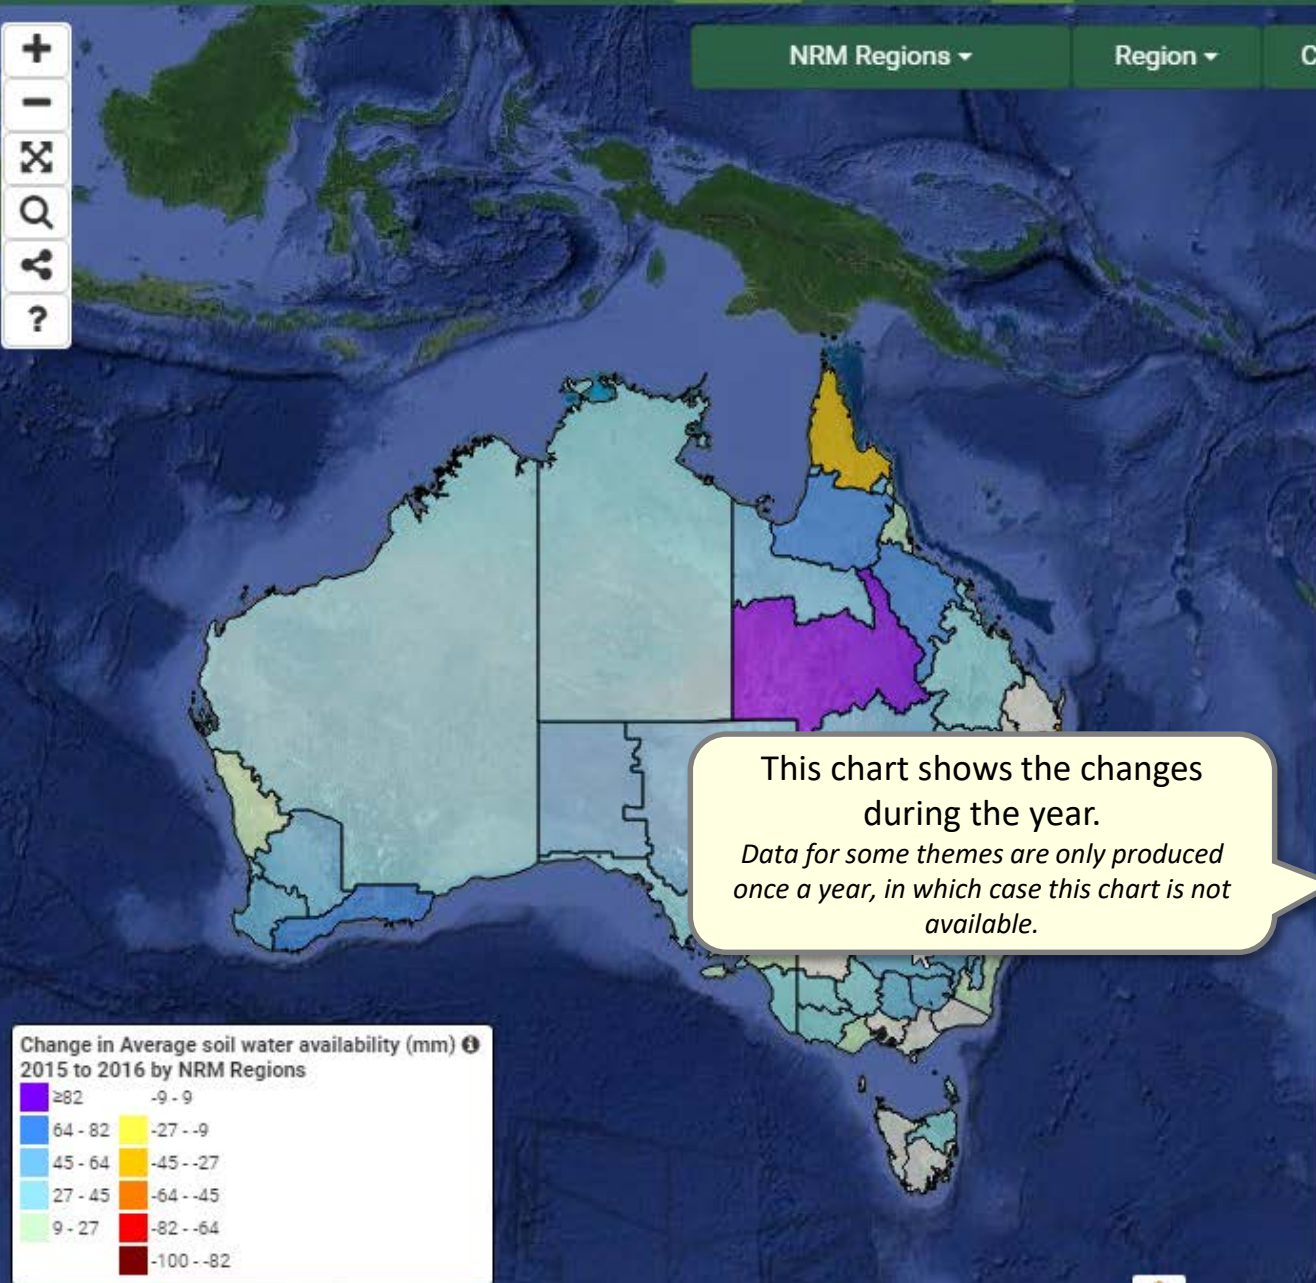 +
−
?
NRM Regions
Region
C
This chart shows the changes
during the year.
Data for some themes are only produced
once a year, in which case this chart is not
available.
Change in Average soil water availability (mm)
2015 to 2016 by NRM Regions
≥82 -9 - 9
64 - 82 -27 - -9
45 - 64 -45 - -27
27 - 45 -64 - -45
9 - 27 -82 - -64
-100 - -82